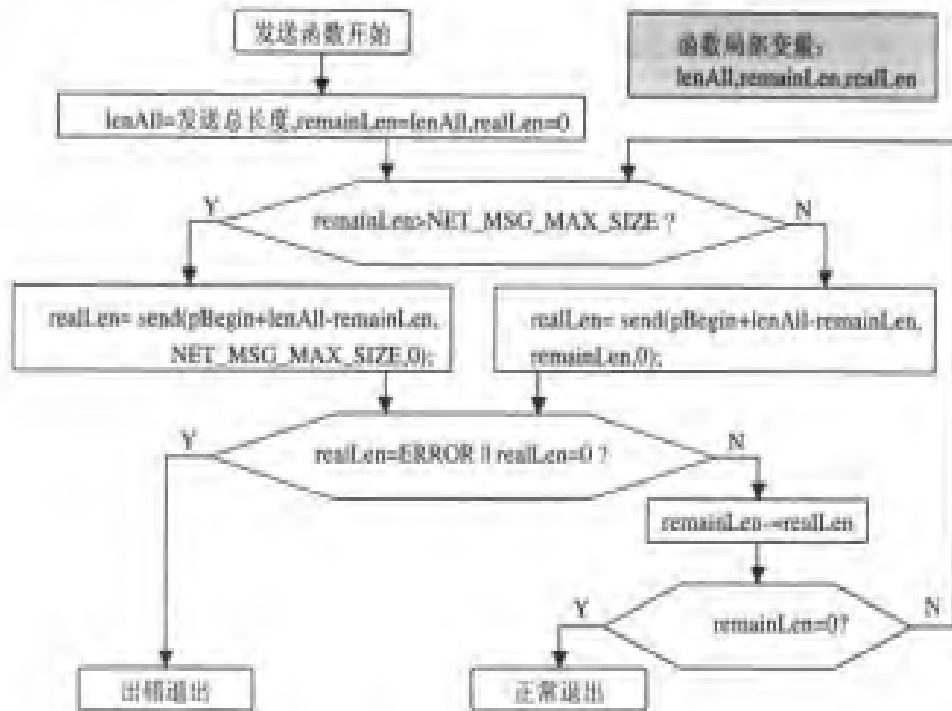 发送函数开始
函数局部变量:
lenAll,remainLen,realLen
lenAll=发送总长度,remainLen=lenAll,realLen=0
Y
remainLen>NET_MSG_MAX_SIZE ?
N
realLen= send(pBegin+lenAll-remainLen,
NET_MSG_MAX_SIZE,0);
realLen= send(pBegin+lenAll-remainLen,
remainLen,0);
Y
realLen=ERROR || realLen=0 ?
N
remainLen-=realLen
Y
remainLen=0?
N
出错退出
正常退出